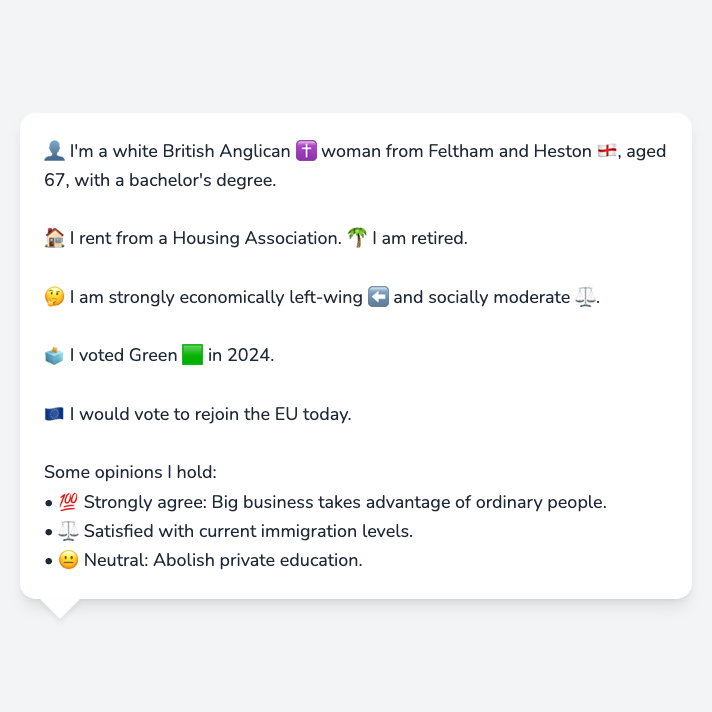 👤 I'm a white British Anglican ✝️ woman from Feltham and Heston 🏴󠁧󠁢󠁥󠁮󠁧󠁿, aged
67, with a bachelor's degree.
🏠 I rent from a Housing Association. 🌴 I am retired.
🤔 I am strongly economically left-wing ⬅️ and socially moderate ⚖️.
🗳️ I voted Green 🟩 in 2024.
🇪🇺 I would vote to rejoin the EU today.
Some opinions I hold:
• 💯 Strongly agree: Big business takes advantage of ordinary people.
• ⚖️ Satisfied with current immigration levels.
• 😐 Neutral: Abolish private education.